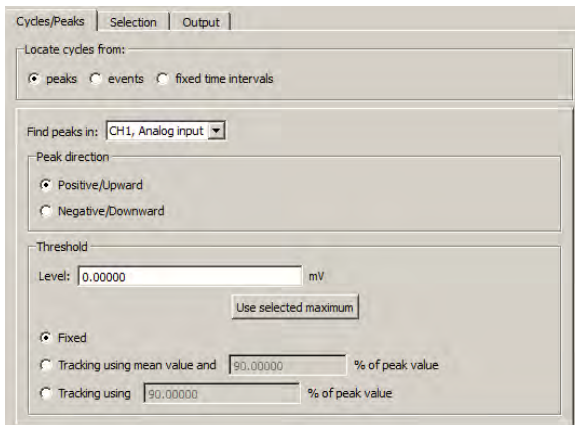 Cycles/Peaks Selection Output
Locate cycles from:
peaks events fixed time intervals
Find peaks in: CH1, Analog input
Peak direction
Positive/Upward
Negative/Downward
Threshold
Level: 0.00000 mV
Use selected maximum
Fixed
Tracking using mean value and 90.00000 % of peak value
Tracking using 90.00000 % of peak value